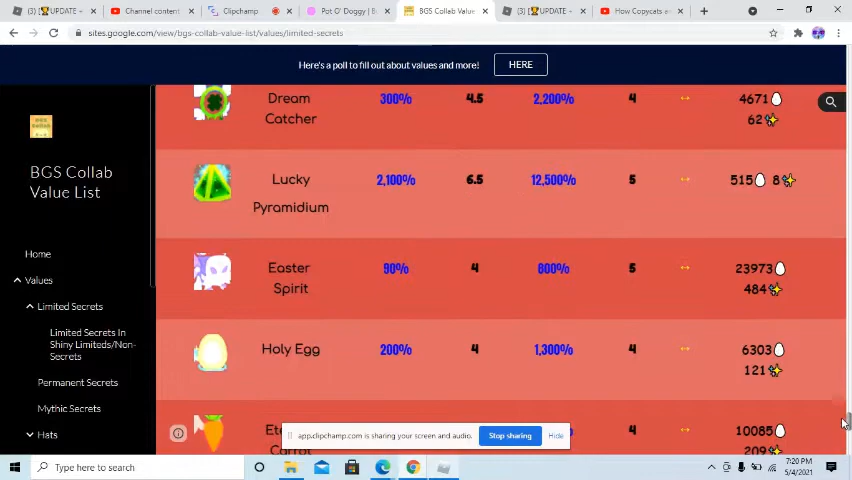 (3) [🏆UPDATE +
Channel content
Clipchamp
Pot O' Doggy | B
BGS Collab Value
(3) [🏆UPDATE +
How Copycats a
sites.google.com/view/bgs-collab-value-list/values/limited-secrets
Here's a poll to fill out about values and more!
HERE
BGS Collab
Value List
Home
Values
Limited Secrets
Limited Secrets In
Shiny Limiteds/Non-
Secrets
Permanent Secrets
Mythic Secrets
Hats
Dream
Catcher
300%
4.5
2,200%
4
4671
62
Lucky
Pyramidium
2,100%
6.5
12,500%
5
515 8
Easter
Spirit
90%
4
800%
5
23973
484
Holy Egg
200%
4
1,300%
4
6303
121
4
10085
209
app.clipchamp.com is sharing your screen and audio.
Stop sharing
Hide
Type here to search
7:20 PM
5/4/2021